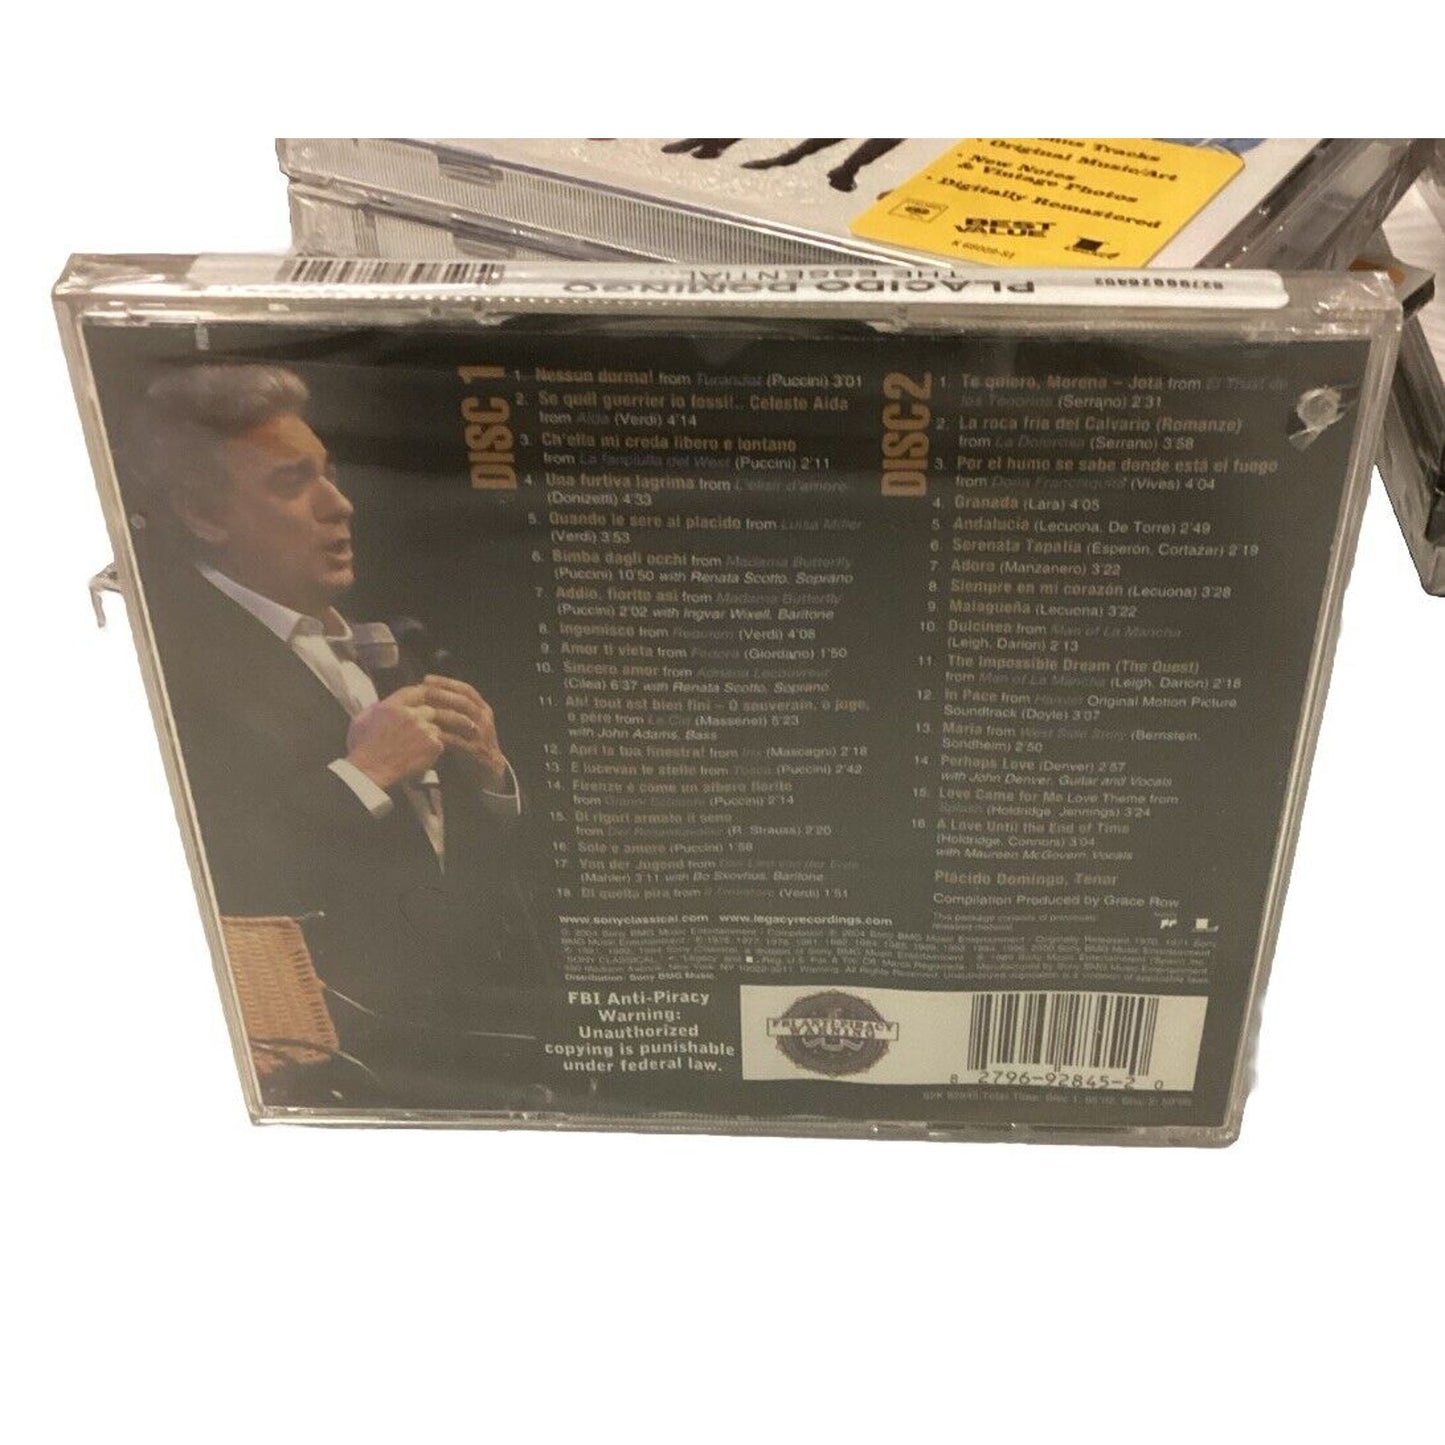 Tracks
Original Music/Art
New Notes
& Vintage Photos
Digitally Remastered
BEST
VALUE
PLACIDO DOMINGO
THE ESSENTIAL...
DISC 1
1. Nessun dorma! from Turandot (Puccini) 3'01
2. Se quel guerrier io fossi!.. Celeste Aida
from Aida (Verdi) 4'14
3. Ch'ella mi creda libero e lontano
from La fanciulla del West (Puccini) 2'11
4. Una furtiva lagrima from L'elisir d'amore
(Donizetti) 4'33
5. Quando le sere al placido from Luisa Miller
(Verdi) 3'53
6. Bimba dagli occhi from Madama Butterfly
(Puccini) 10'50 with Renata Scotto, Soprano
7. Addio, fiorito asil from Madama Butterfly
(Puccini) 2'02 with Ingvar Wixell, Baritone
8. Ingemisco from Requiem (Verdi) 4'08
9. Amor ti vieta from Fedora (Giordano) 1'50
10. Sincero amor from Adriana Lecouvreur
(Cilea) 6'37 with Renata Scotto, Soprano
11. Ah! tout est bien fini – O souverain, o juge,
o père from Le Cid (Massenet) 5'23
with John Adams, Bass
12. Apri la tua finestra! from Iris (Mascagni) 2'18
13. E lucevan le stelle from Tosca (Puccini) 2'42
14. Firenze è come un albero fiorito
from Gianni Schicchi (Puccini) 2'14
15. Di rigori armato il seno
from Der Rosenkavalier (R. Strauss) 2'20
16. Sole e amore (Puccini) 1'58
17. Von der Jugend from Das Lied von der Erde
(Mahler) 3'11 with Bo Skovhus, Baritone
18. Di quella pira from Il Trovatore (Verdi) 1'51
DISC 2
1. Te quiero, Morena – Jota from El Trust de
los Tenorios (Serrano) 2'31
2. La roca fría del Calvario (Romanza)
from La Dolorosa (Serrano) 3'58
3. Por el humo se sabe donde está el fuego
from Doña Francisquita (Vives) 4'04
4. Granada (Lara) 4'05
5. Andalucía (Lecuona, De Torre) 2'49
6. Serenata Tapatía (Esperon, Cortazar) 2'19
7. Adoro (Manzanero) 3'22
8. Siempre en mi corazón (Lecuona) 3'28
9. Malagueña (Lecuona) 3'22
10. Dulcinea from Man of La Mancha
(Leigh, Darion) 2'13
11. The Impossible Dream (The Quest)
from Man of La Mancha (Leigh, Darion) 2'18
12. In Pace from Hamlet Original Motion Picture
Soundtrack (Doyle) 3'07
13. Maria from West Side Story (Bernstein,
Sondheim) 2'50
14. Perhaps Love (Denver) 2'57
with John Denver, Guitar and Vocals
15. Love Came for Me Love Theme from
Splash (Holdridge, Jennings) 3'24
16. A Love Until the End of Time
(Holdridge, Connors) 3'04
with Maureen McGovern, Vocals
Plácido Domingo, Tenor
Compilation Produced by Grace Row
This package consists of previously
released material.
www.sonyclassical.com www.legacyrecordings.com
Distribution: Sony BMG Music
FBI Anti-Piracy
Warning:
Unauthorized
copying is punishable
under federal law.
FBI ANTI-PIRACY
WARNING
8 2796-92845-2 0